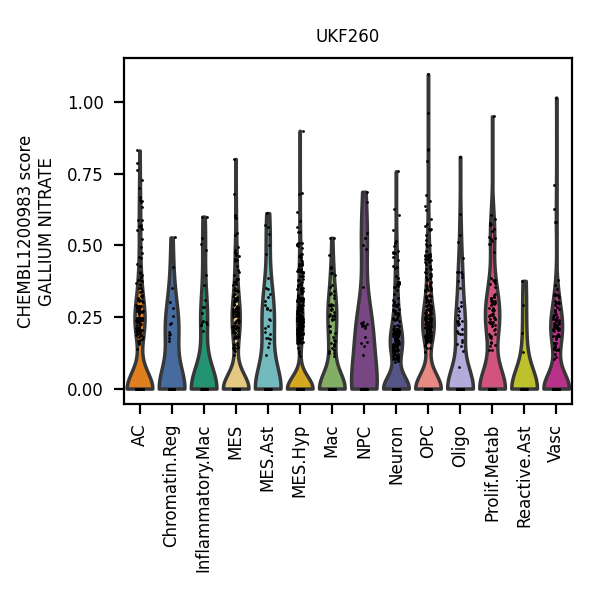 UKF260
CHEMBL1200983 score
GALLIUM NITRATE
1.00
0.75
0.50
0.25
0.00
AC
Chromatin.Reg
Inflammatory.Mac
MES
MES.Ast
MES.Hyp
Mac
NPC
Neuron
OPC
Oligo
Prolif.Metab
Reactive.Ast
Vasc